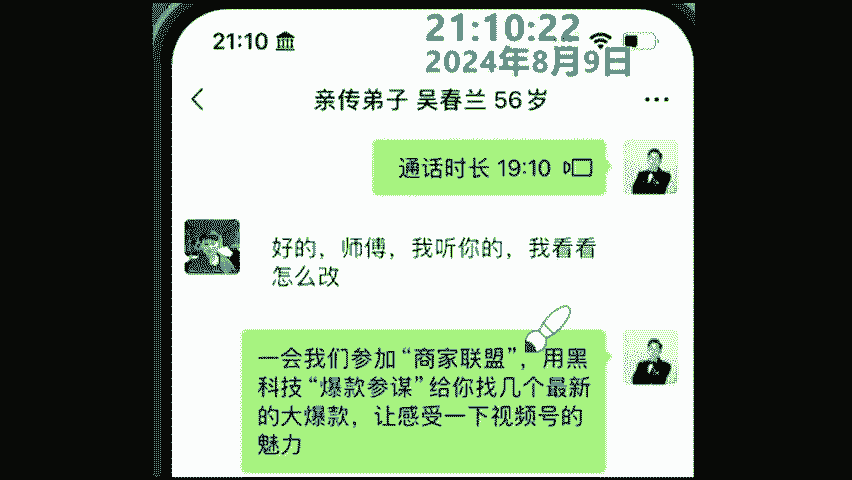 21:10
21:10:22
2024年8月9日
亲传弟子 吴春兰 56岁
通话时长 19:10
好的，师傅，我听你的，我看看
怎么改
一会我们参加“商家联盟”，用黑
科技“爆款参谋”给你找几个最新
的大爆款，让感受一下视频号的
魅力